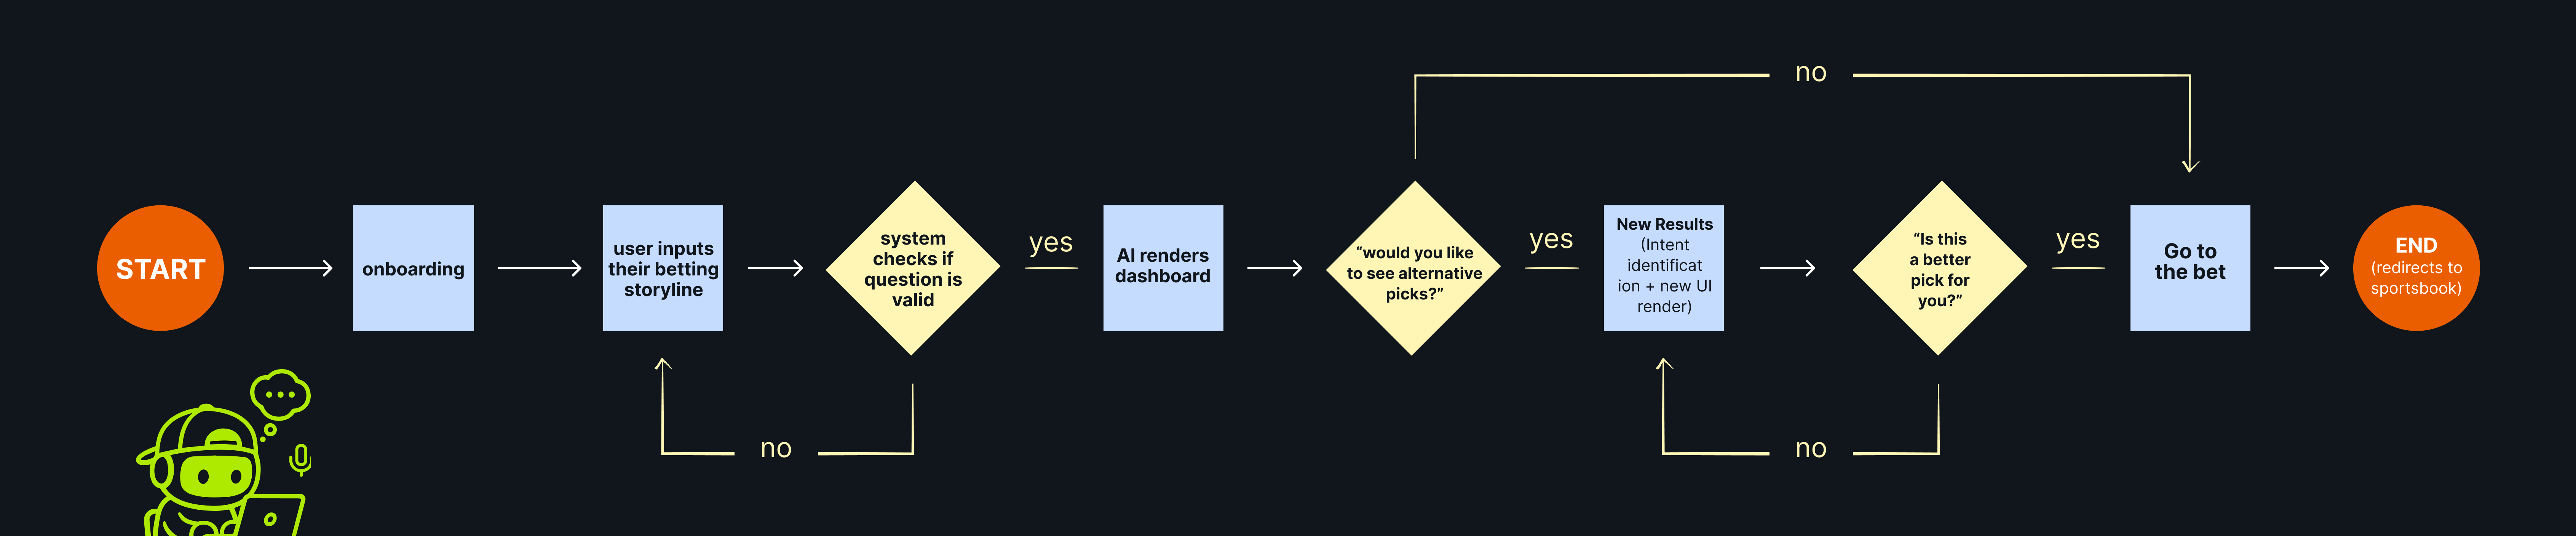 no
START
onboarding
user inputs
their betting
storyline
system
checks if
question is
valid
yes
AI renders
dashboard
“would you like
to see alternative
picks?”
yes
New Results
(Intent
identificat
ion + new UI
render)
“Is this
a better
pick for
you?”
yes
Go to
the bet
END
(redirects to
sportsbook)
no
no